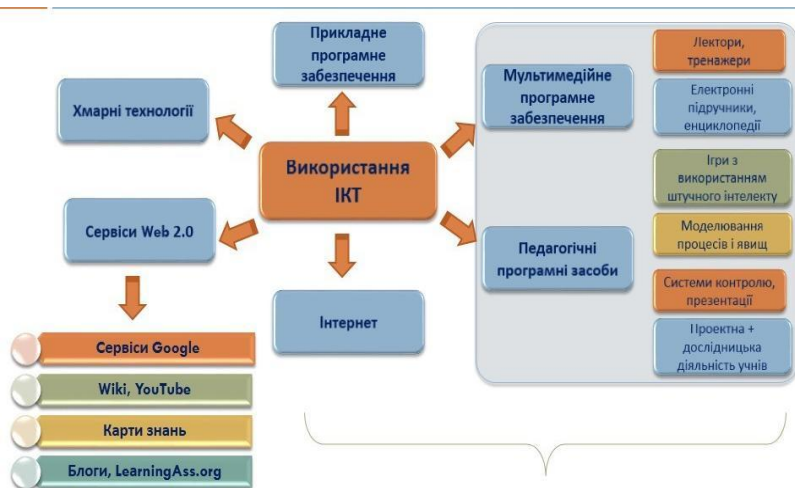 Прикладне
програмне
забезпечення
Хмарні технології
Мультимедійне
програмне
забезпечення
Лектори,
тренажери
Електронні
підручники,
енциклопедії
Використання
ІКТ
Ігри з
використанням
штучного інтелекту
Сервіси Web 2.0
Педагогічні
програмні засоби
Моделювання
процесів і явищ
Системи контролю,
презентації
Інтернет
Проектна +
дослідницька
діяльність учнів
Сервіси Google
Wiki, YouTube
Карти знань
Блоги, LearningAss.org